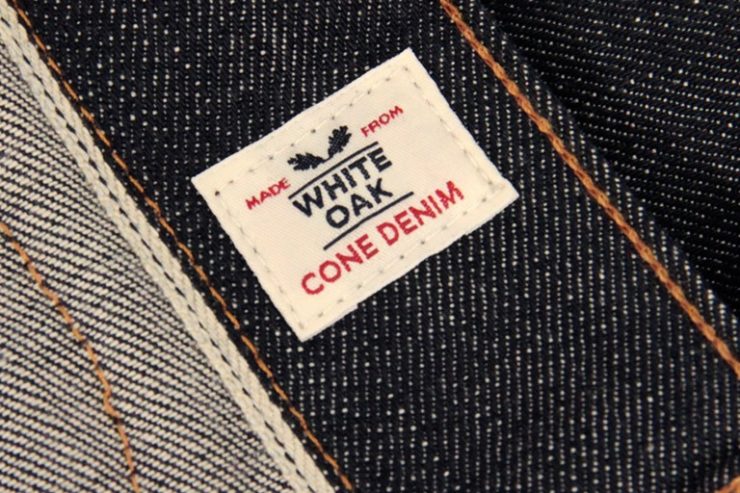 MADE FROM
WHITE
OAK
CONE DENIM